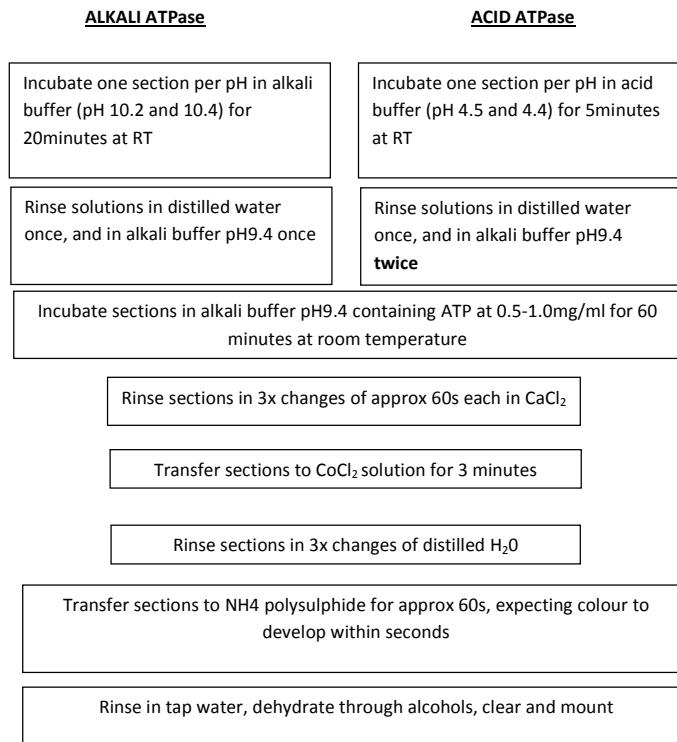 ALKALI ATPase
ACID ATPase
Incubate one section per pH in alkali
buffer (pH 10.2 and 10.4) for
20minutes at RT
Incubate one section per pH in acid
buffer (pH 4.5 and 4.4) for 5minutes
at RT
Rinse solutions in distilled water
once, and in alkali buffer pH9.4 once
Rinse solutions in distilled water
once, and in alkali buffer pH9.4
twice
Incubate sections in alkali buffer pH9.4 containing ATP at 0.5-1.0mg/ml for 60
minutes at room temperature
Rinse sections in 3x changes of approx 60s each in CaCl₂
Transfer sections to CoCl₂ solution for 3 minutes
Rinse sections in 3x changes of distilled H₂0
Transfer sections to NH4 polysulphide for approx 60s, expecting colour to
develop within seconds
Rinse in tap water, dehydrate through alcohols, clear and mount